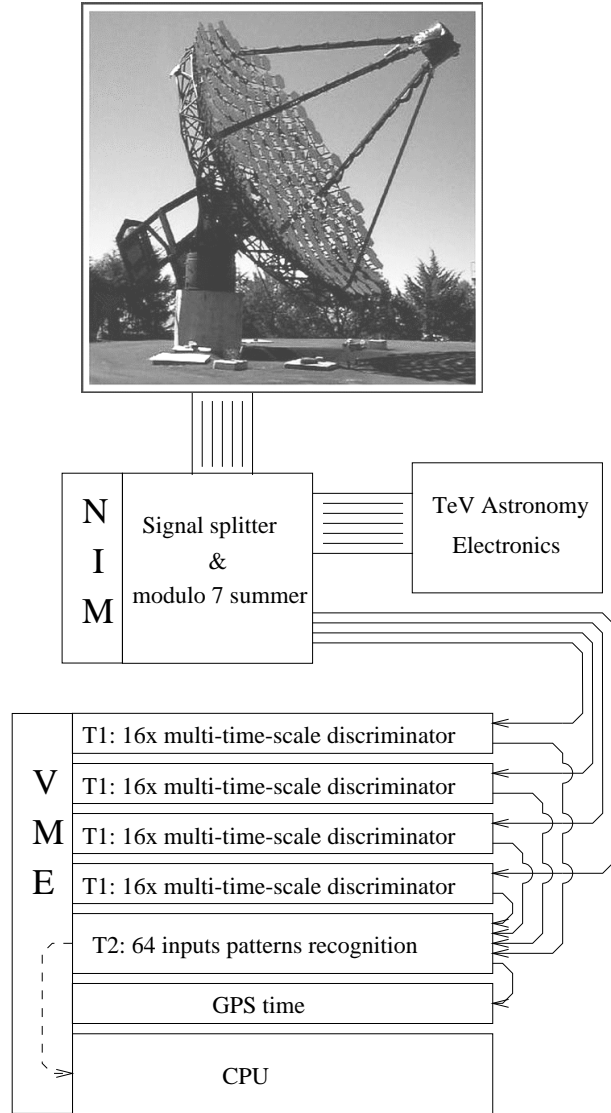 N
I
M
Signal splitter
&
modulo 7 summer
TeV Astronomy
Electronics
V
M
E
T1: 16x multi-time-scale discriminator
T1: 16x multi-time-scale discriminator
T1: 16x multi-time-scale discriminator
T1: 16x multi-time-scale discriminator
T2: 64 inputs patterns recognition
GPS time
CPU